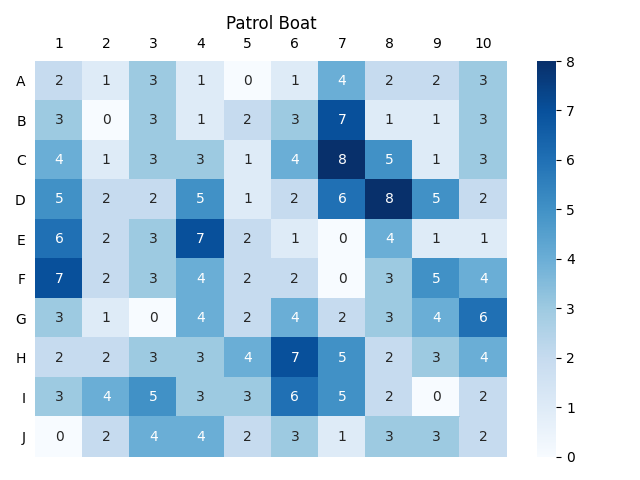 Patrol Boat
1 2 3 4 5 6 7 8 9 10
A 2 1 3 1 0 1 4 2 2 3
B 3 0 3 1 2 3 7 1 1 3
C 4 1 3 3 1 4 8 5 1 3
D 5 2 2 5 1 2 6 8 5 2
E 6 2 3 7 2 1 0 4 1 1
F 7 2 3 4 2 2 0 3 5 4
G 3 1 0 4 2 4 2 3 4 6
H 2 2 3 3 4 7 5 2 3 4
I 3 4 5 3 3 6 5 2 0 2
J 0 2 4 4 2 3 1 3 3 2
8
7
6
5
4
3
2
1
0